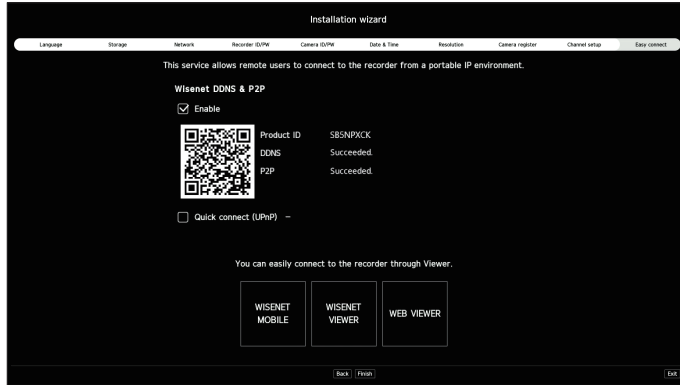 Installation wizard
Language Storage Network Recorder ID/PW Camera ID/PW Date & Time Resolution Camera register Channel setup Easy connect
This service allows remote users to connect to the recorder from a portable IP environment.
Wisenet DDNS & P2P
Enable
Product ID SB5NPXCK
DDNS Succeeded.
P2P Succeeded.
Quick connect (UPnP) –
You can easily connect to the recorder through Viewer.
WISENET MOBILE
WISENET VIEWER
WEB VIEWER
Back Finish Exit